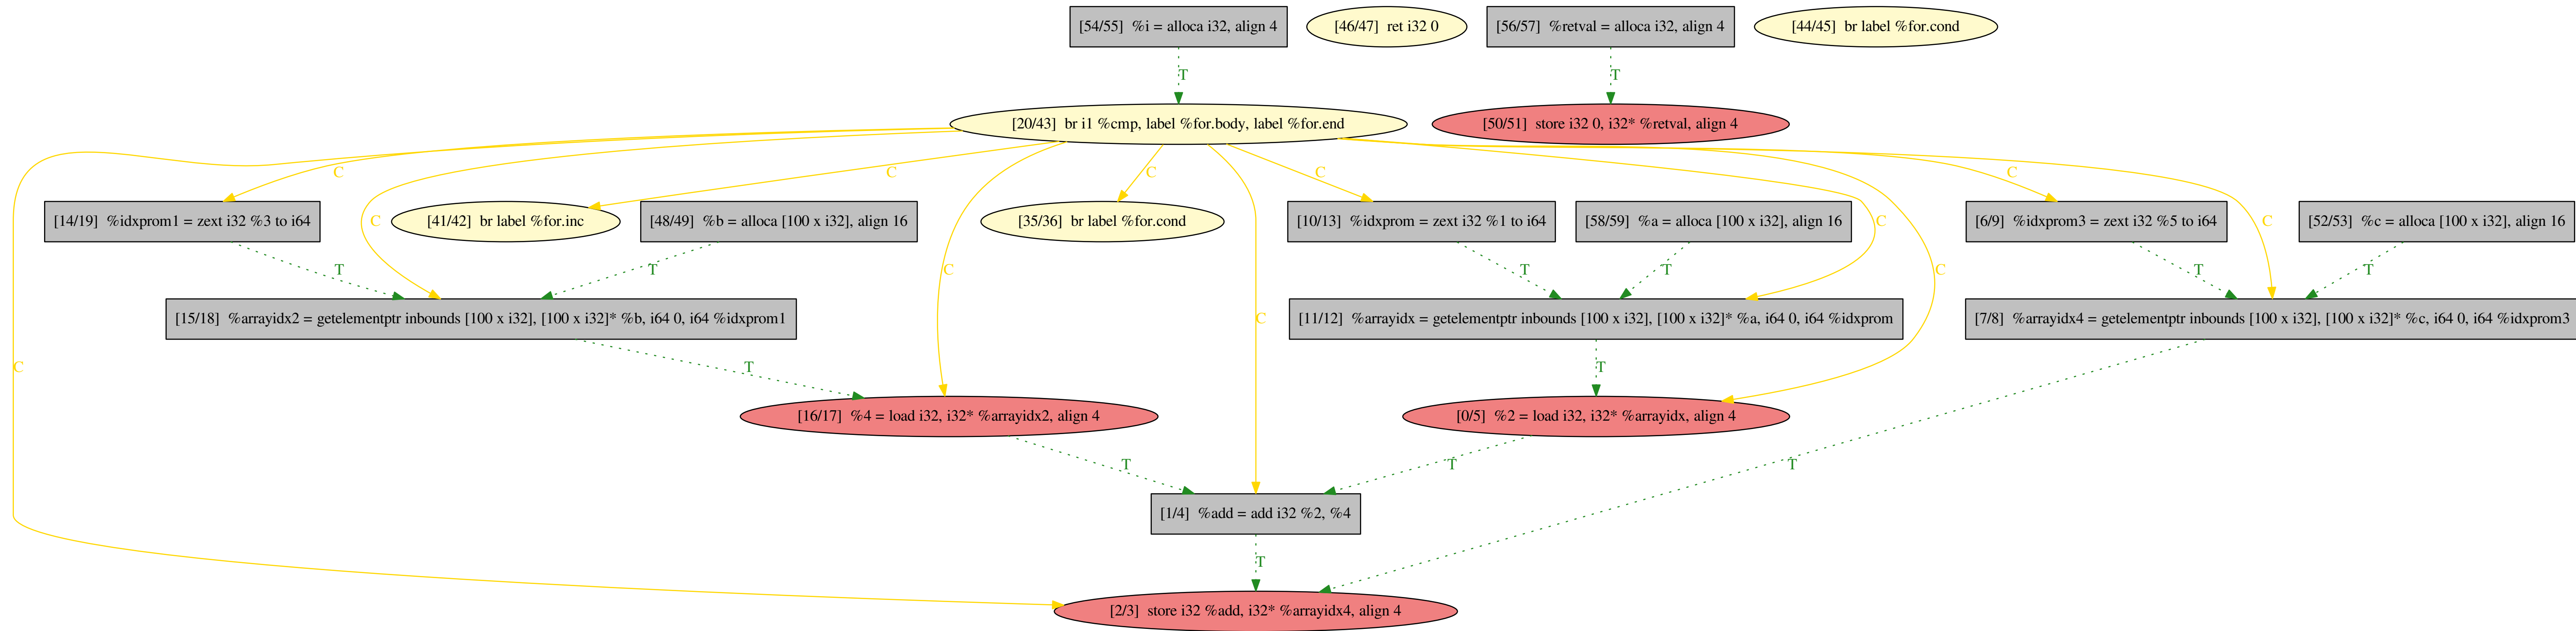 [54/55]  %i = alloca i32, align 4
[46/47]  ret i32 0
[56/57]  %retval = alloca i32, align 4
[44/45]  br label %for.cond
T
T
[20/43]  br i1 %cmp, label %for.body, label %for.end
[50/51]  store i32 0, i32* %retval, align 4
C
C
C
C
C
[14/19]  %idxprom1 = zext i32 %3 to i64
C
[41/42]  br label %for.inc
[48/49]  %b = alloca [100 x i32], align 16
[35/36]  br label %for.cond
[10/13]  %idxprom = zext i32 %1 to i64
[58/59]  %a = alloca [100 x i32], align 16
C
[6/9]  %idxprom3 = zext i32 %5 to i64
C
[52/53]  %c = alloca [100 x i32], align 16
T
T
C
T
T
C
T
T
[15/18]  %arrayidx2 = getelementptr inbounds [100 x i32], [100 x i32]* %b, i64 0, i64 %idxprom1
C
[11/12]  %arrayidx = getelementptr inbounds [100 x i32], [100 x i32]* %a, i64 0, i64 %idxprom
[7/8]  %arrayidx4 = getelementptr inbounds [100 x i32], [100 x i32]* %c, i64 0, i64 %idxprom3
C
T
T
[16/17]  %4 = load i32, i32* %arrayidx2, align 4
[0/5]  %2 = load i32, i32* %arrayidx, align 4
T
T
T
[1/4]  %add = add i32 %2, %4
T
[2/3]  store i32 %add, i32* %arrayidx4, align 4